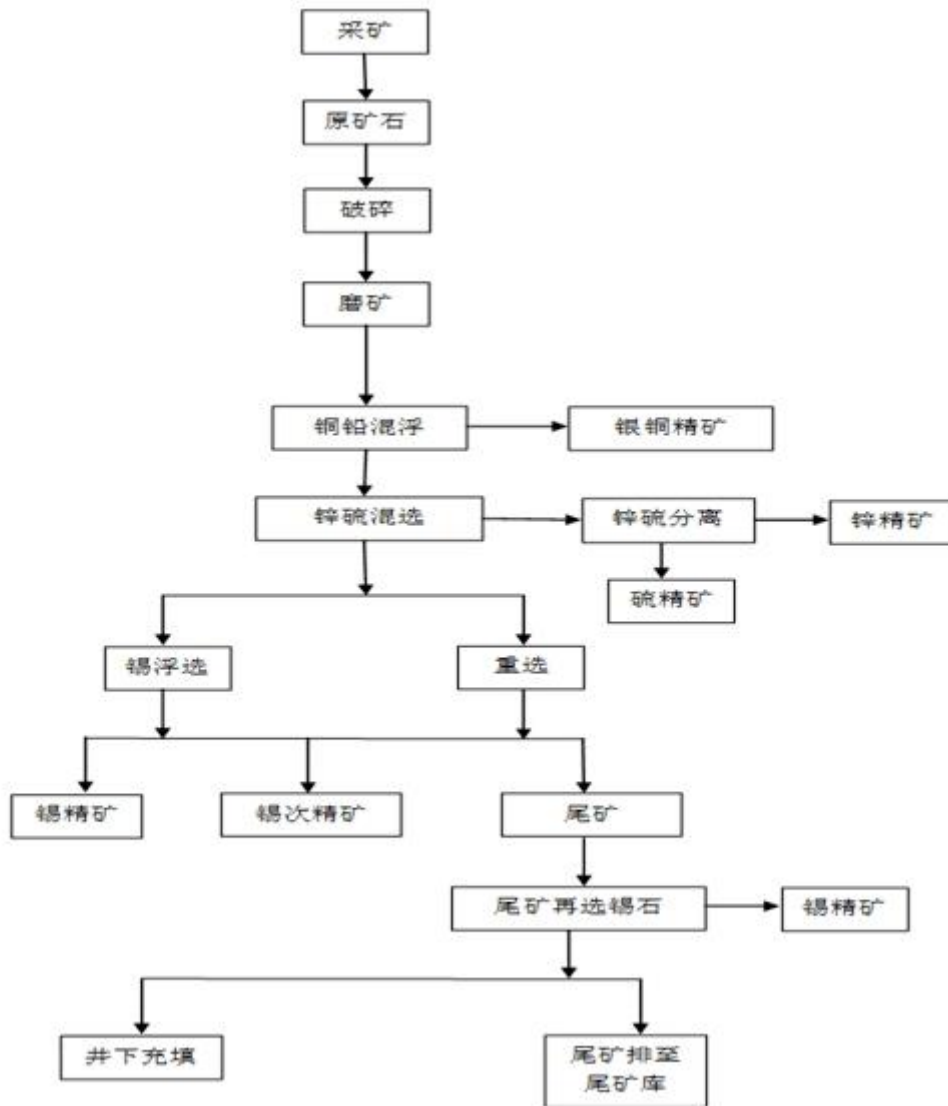 采矿
原矿石
破碎
磨矿
铜铅混浮
银铜精矿
锌硫混选
锌硫分离
锌精矿
硫精矿
锡浮选
重选
锡精矿
锡次精矿
尾矿
尾矿再选锡石
锡精矿
井下充填
尾矿排至
尾矿库